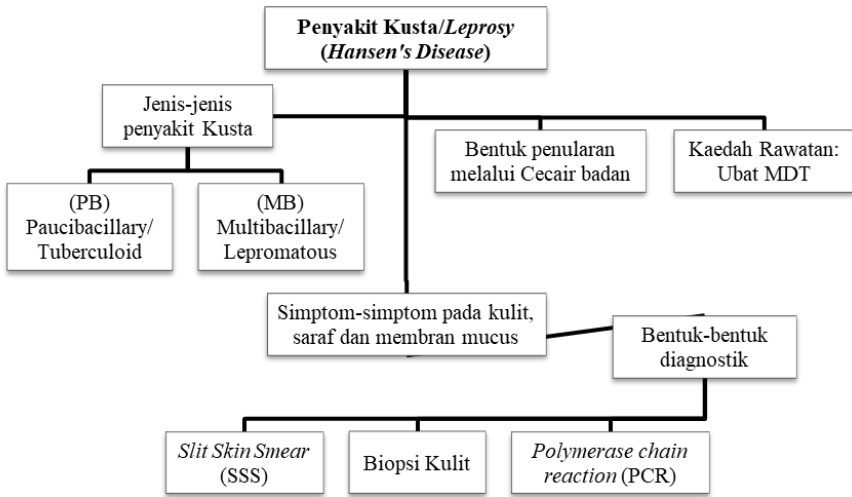 Penyakit Kusta/Leprosy
(Hansen's Disease)
Jenis-jenis
penyakit Kusta
Bentuk penularan
melalui Cecair badan
Kaedah Rawatan:
Ubat MDT
(PB)
Paucibacillary/
Tuberculoid
(MB)
Multibacillary/
Lepromatous
Simptom-simptom pada kulit,
saraf dan membran mucus
Bentuk-bentuk
diagnostik
Slit Skin Smear
(SSS)
Biopsi Kulit
Polymerase chain
reaction (PCR)